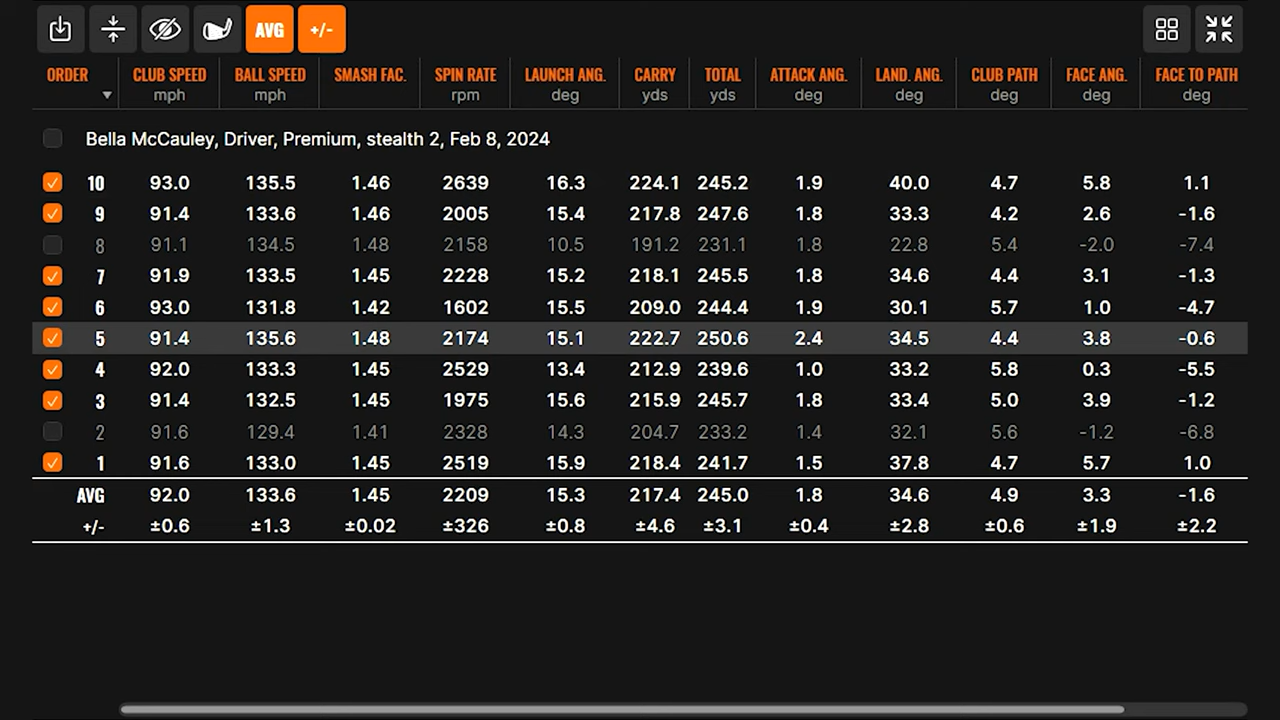 AVG +/-
ORDER CLUB SPEED BALL SPEED SMASH FAC. SPIN RATE LAUNCH ANG. CARRY TOTAL ATTACK ANG. LAND. ANG. CLUB PATH FACE ANG. FACE TO PATH
mph mph rpm deg yds yds deg deg deg deg deg
Bella McCauley, Driver, Premium, stealth 2, Feb 8, 2024
10 93.0 135.5 1.46 2639 16.3 224.1 245.2 1.9 40.0 4.7 5.8 1.1
9 91.4 133.6 1.46 2005 15.4 217.8 247.6 1.8 33.3 4.2 2.6 -1.6
8 91.1 134.5 1.48 2158 10.5 191.2 231.1 1.8 22.8 5.4 -2.0 -7.4
7 91.9 133.5 1.45 2228 15.2 218.1 245.5 1.8 34.6 4.4 3.1 -1.3
6 93.0 131.8 1.42 1602 15.5 209.0 244.4 1.9 30.1 5.7 1.0 -4.7
5 91.4 135.6 1.48 2174 15.1 222.7 250.6 2.4 34.5 4.4 3.8 -0.6
4 92.0 133.3 1.45 2529 13.4 212.9 239.6 1.0 33.2 5.8 0.3 -5.5
3 91.4 132.5 1.45 1975 15.6 215.9 245.7 1.8 33.4 5.0 3.9 -1.2
2 91.6 129.4 1.41 2328 14.3 204.7 233.2 1.4 32.1 5.6 -1.2 -6.8
1 91.6 133.0 1.45 2519 15.9 218.4 241.7 1.5 37.8 4.7 5.7 1.0
AVG 92.0 133.6 1.45 2209 15.3 217.4 245.0 1.8 34.6 4.9 3.3 -1.6
+/- ±0.6 ±1.3 ±0.02 ±326 ±0.8 ±4.6 ±3.1 ±0.4 ±2.8 ±0.6 ±1.9 ±2.2